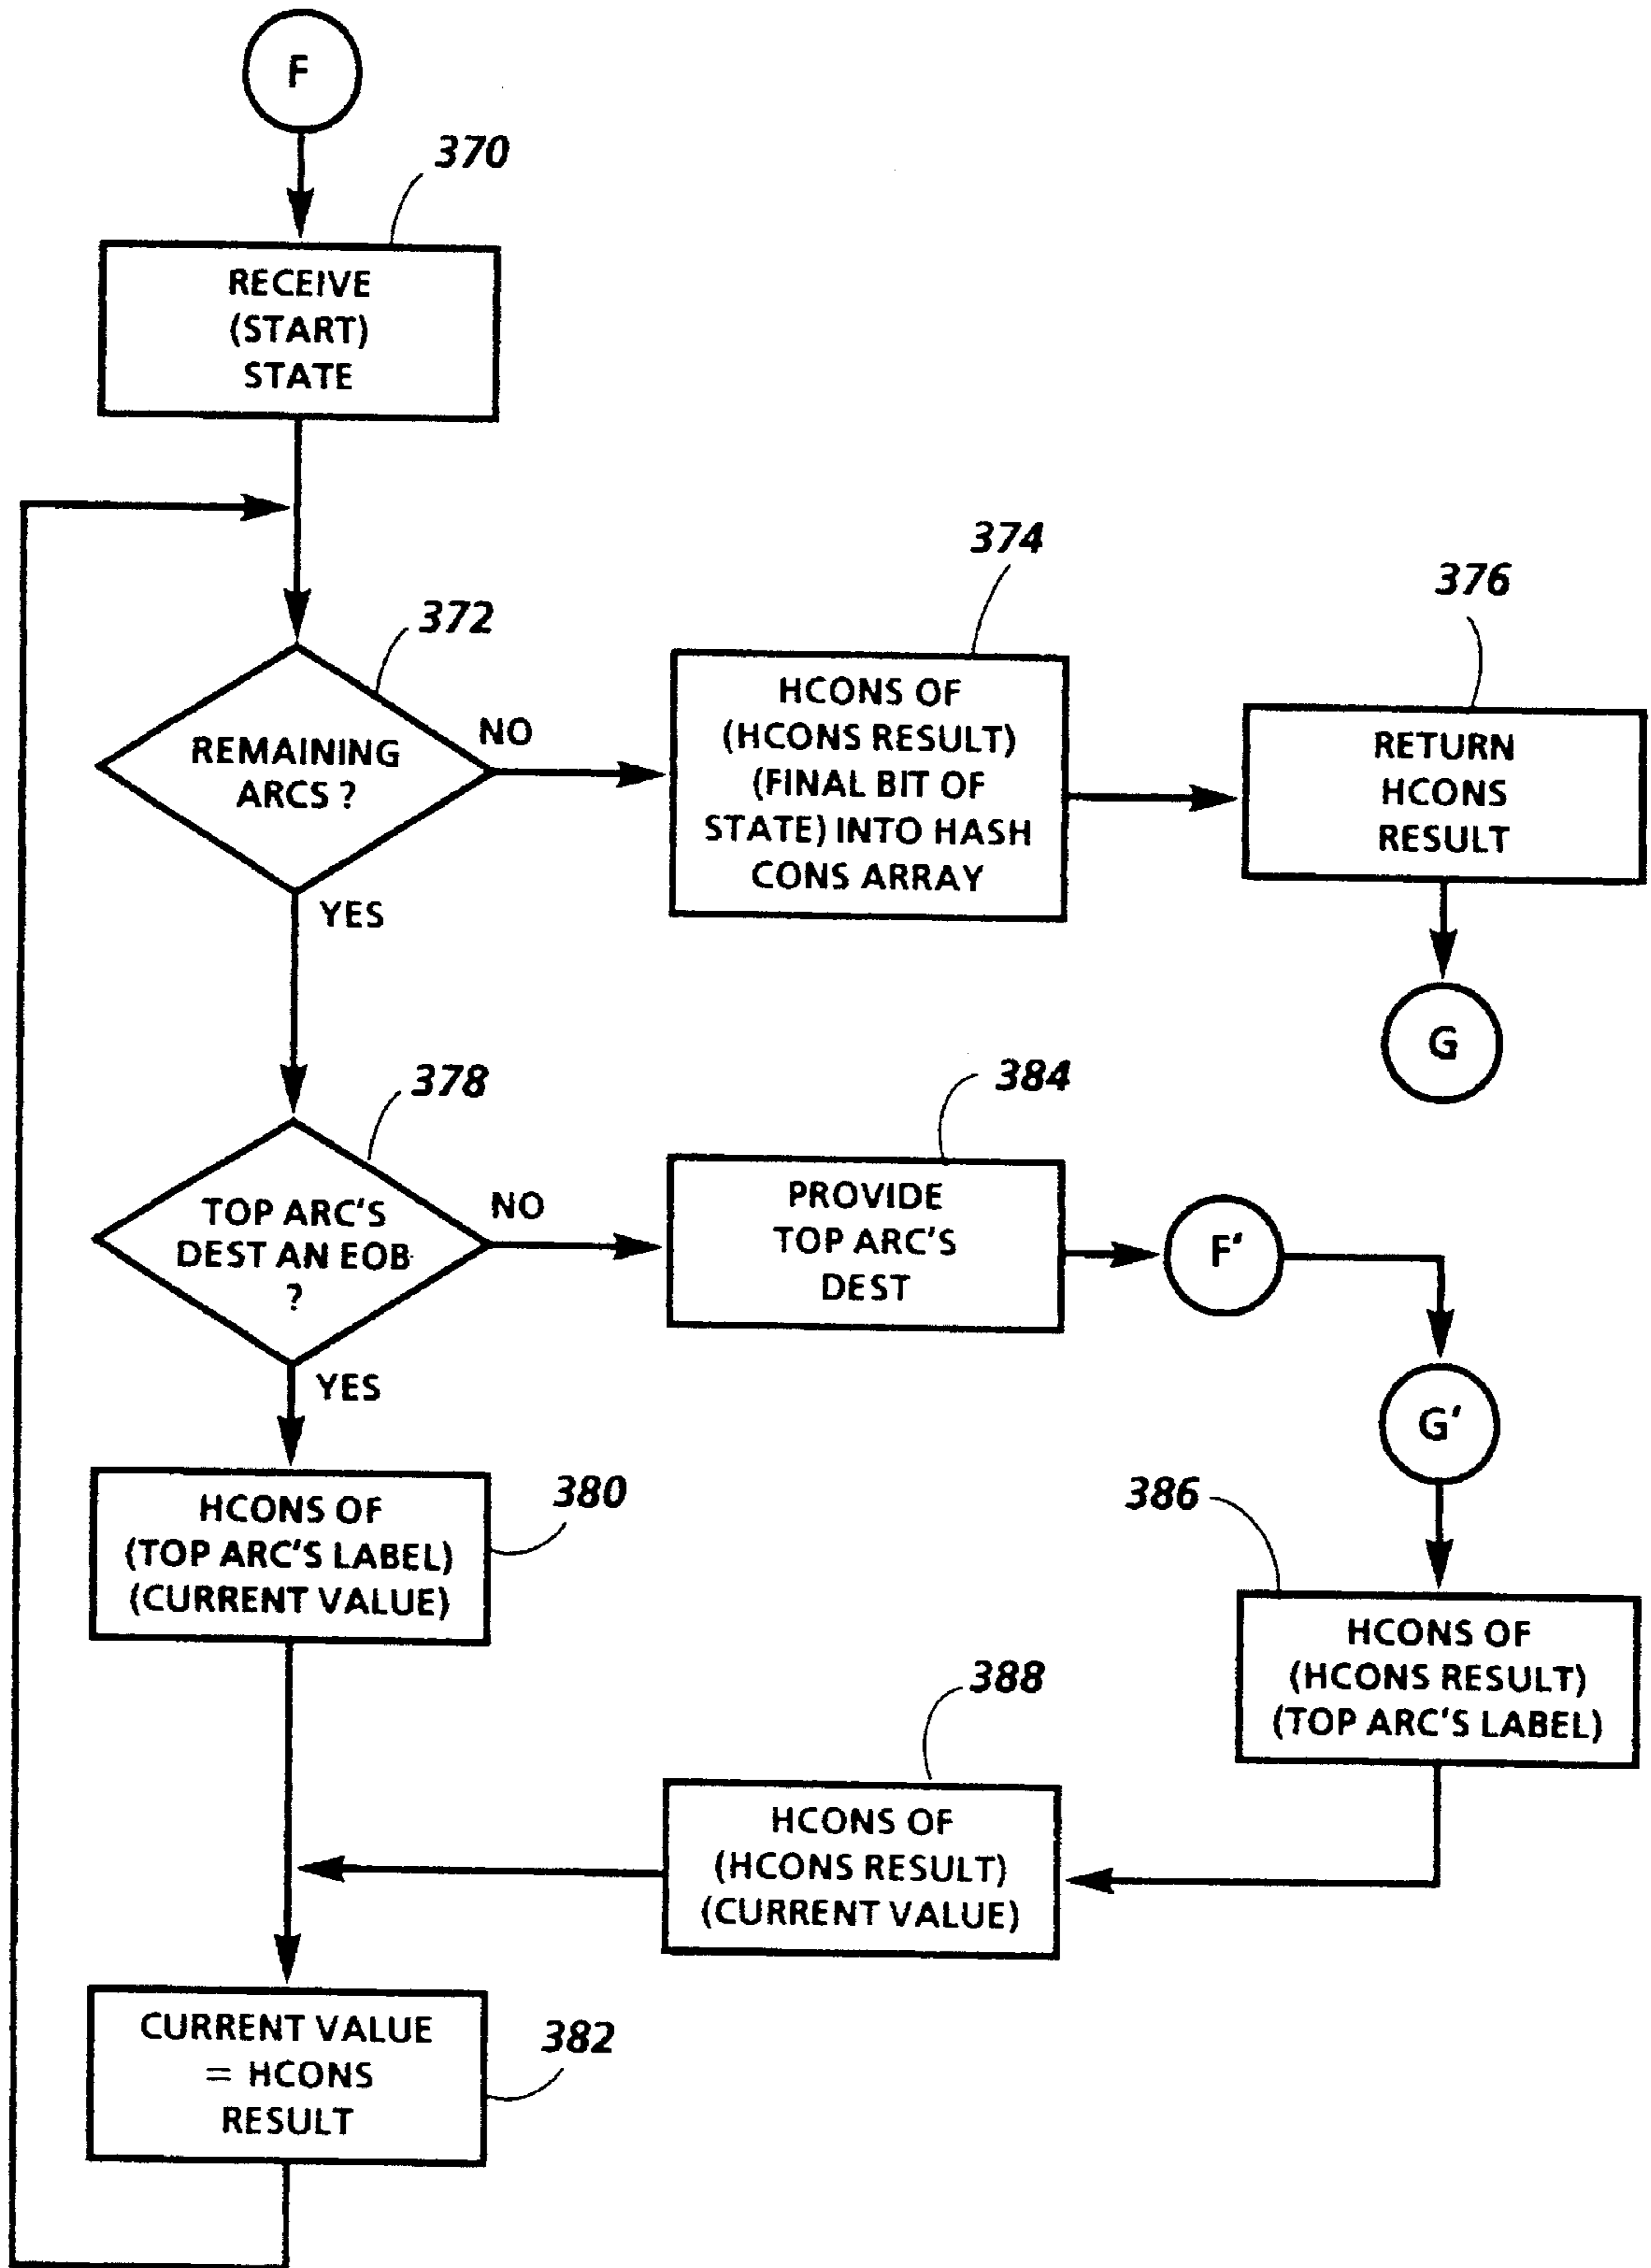 F
370
RECEIVE
(START)
STATE
372
REMAINING
ARCS ?
NO
YES
374
HCONS OF
(HCONS RESULT)
(FINAL BIT OF
STATE) INTO HASH
CONS ARRAY
376
RETURN
HCONS
RESULT
G
378
TOP ARC'S
DEST AN EOB
?
NO
YES
384
PROVIDE
TOP ARC'S
DEST
F'
G'
380
HCONS OF
(TOP ARC'S LABEL)
(CURRENT VALUE)
386
HCONS OF
(HCONS RESULT)
(TOP ARC'S LABEL)
388
HCONS OF
(HCONS RESULT)
(CURRENT VALUE)
382
CURRENT VALUE
= HCONS
RESULT